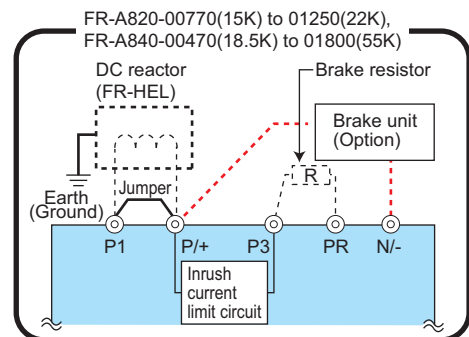 FR-A820-00770(15K) to 01250(22K),
FR-A840-00470(18.5K) to 01800(55K)
DC reactor
(FR-HEL)
Brake resistor
Brake unit
(Option)
R
Earth
(Ground)
Jumper
P1
P/+
P3
PR
N/-
Inrush
current
limit circuit